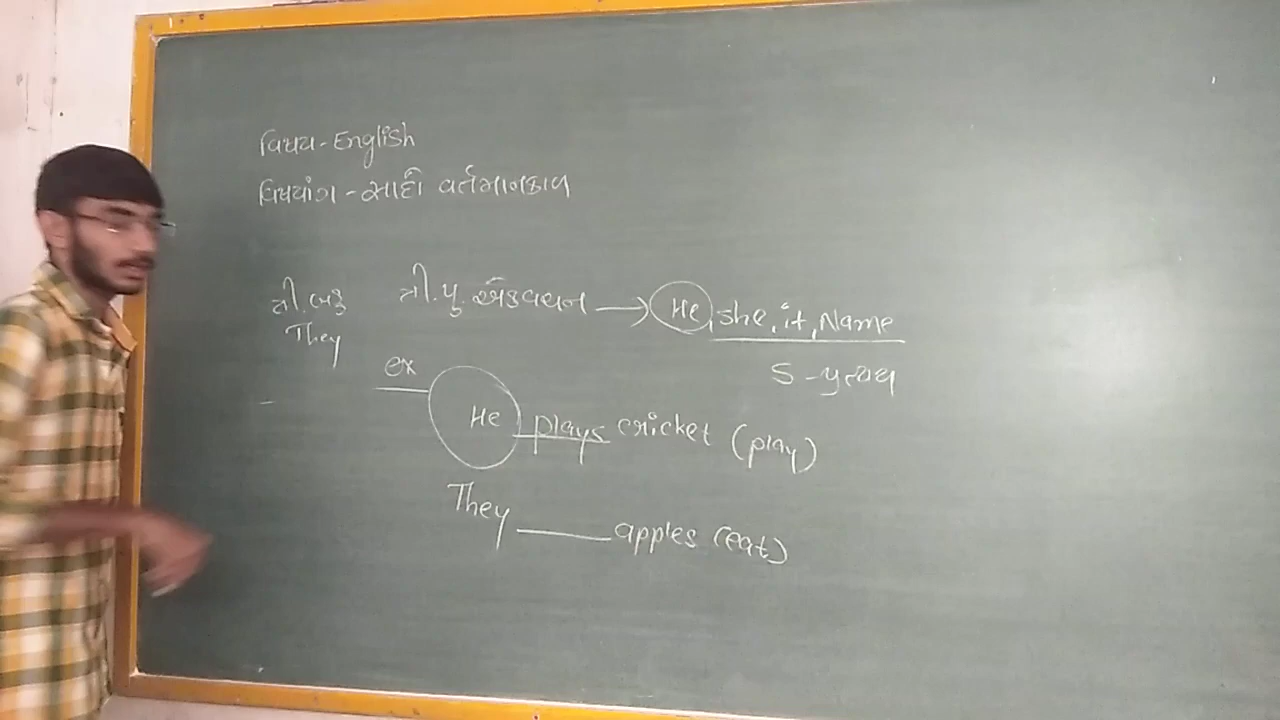 વિષય - English
વિષયાંગ - સાદો વર્તમાનકાળ
ત્રી. બહુ ત્રી. પુ. એકવચન → He, she, it, Name
They S - પ્રત્યય
ex
He plays cricket (play)
They ____ apples (eat)